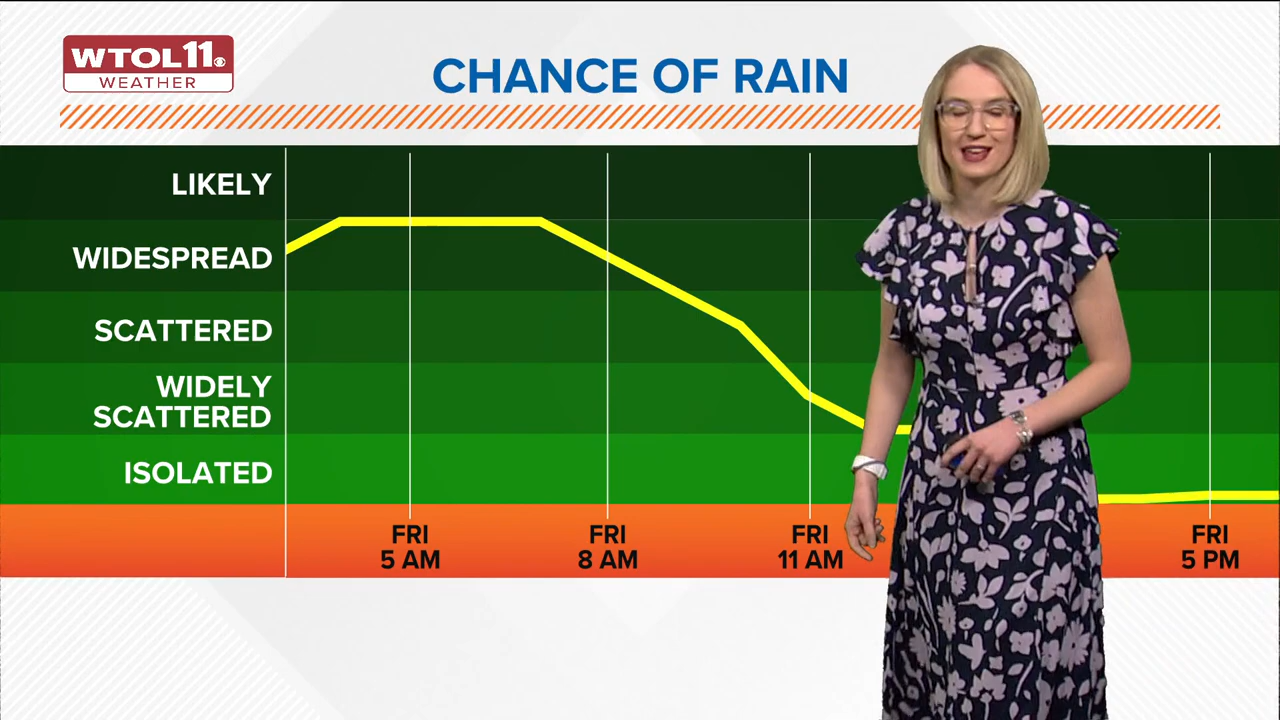 WTOL11
WEATHER
CHANCE OF RAIN
LIKELY
WIDESPREAD
SCATTERED
WIDELY
SCATTERED
ISOLATED
FRI
5 AM
FRI
8 AM
FRI
11 AM
FRI
5 PM